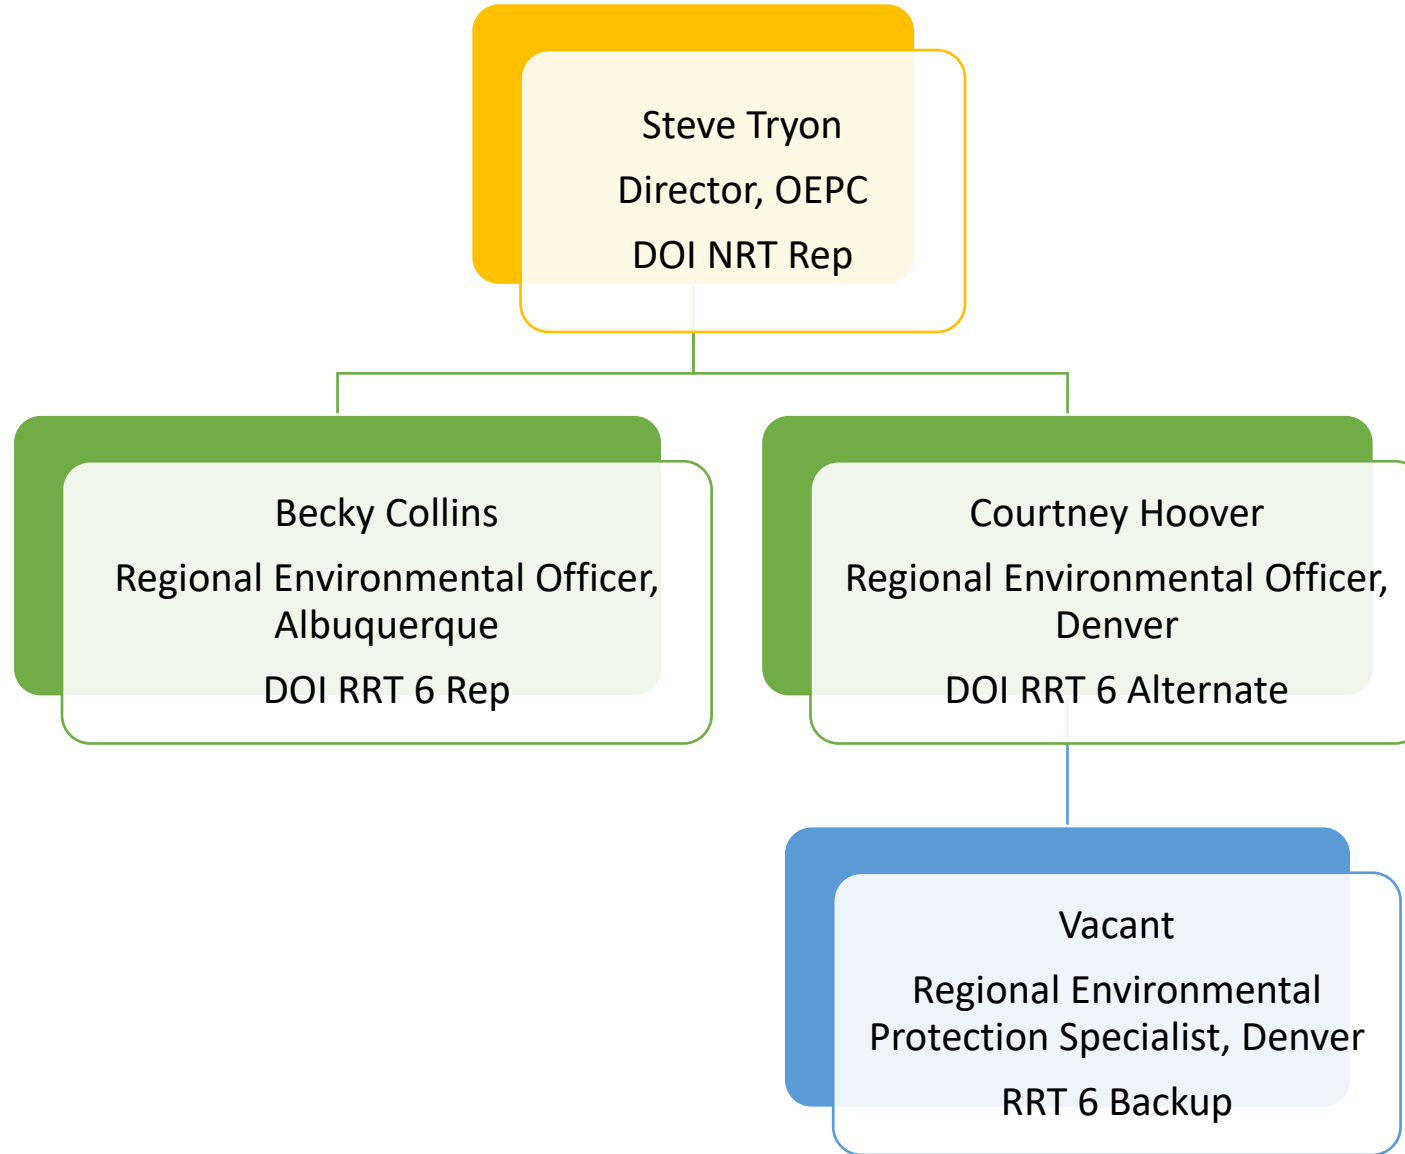 Steve Tryon
Director, OEPC
DOI NRT Rep
Becky Collins
Regional Environmental Officer,
Albuquerque
DOI RRT 6 Rep
Courtney Hoover
Regional Environmental Officer,
Denver
DOI RRT 6 Alternate
Vacant
Regional Environmental
Protection Specialist, Denver
RRT 6 Backup